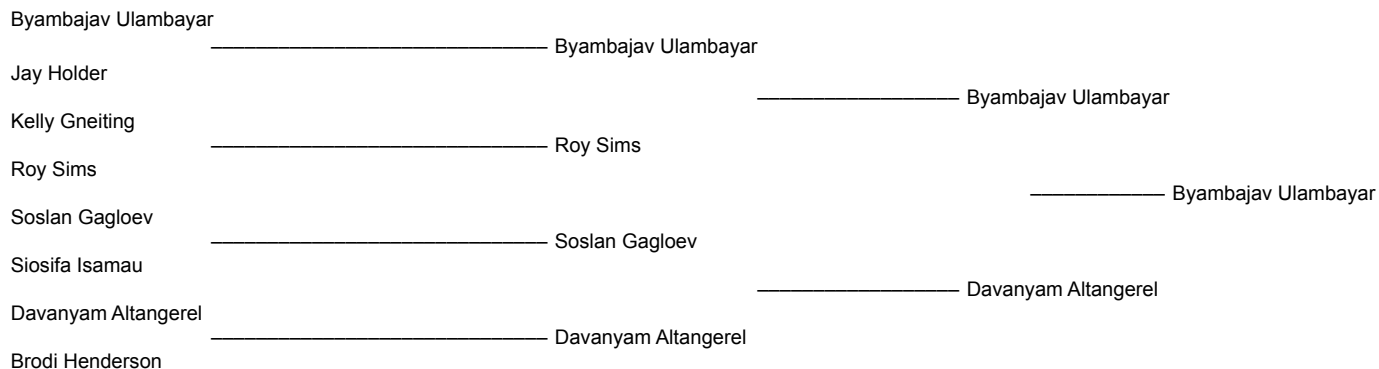 Byambajav Ulambayar
Byambajav Ulambayar
Jay Holder
Byambajav Ulambayar
Kelly Gneiting
Roy Sims
Roy Sims
Byambajav Ulambayar
Soslan Gagloev
Soslan Gagloev
Siosifa Isamau
Davanyam Altangerel
Davanyam Altangerel
Davanyam Altangerel
Brodi Henderson